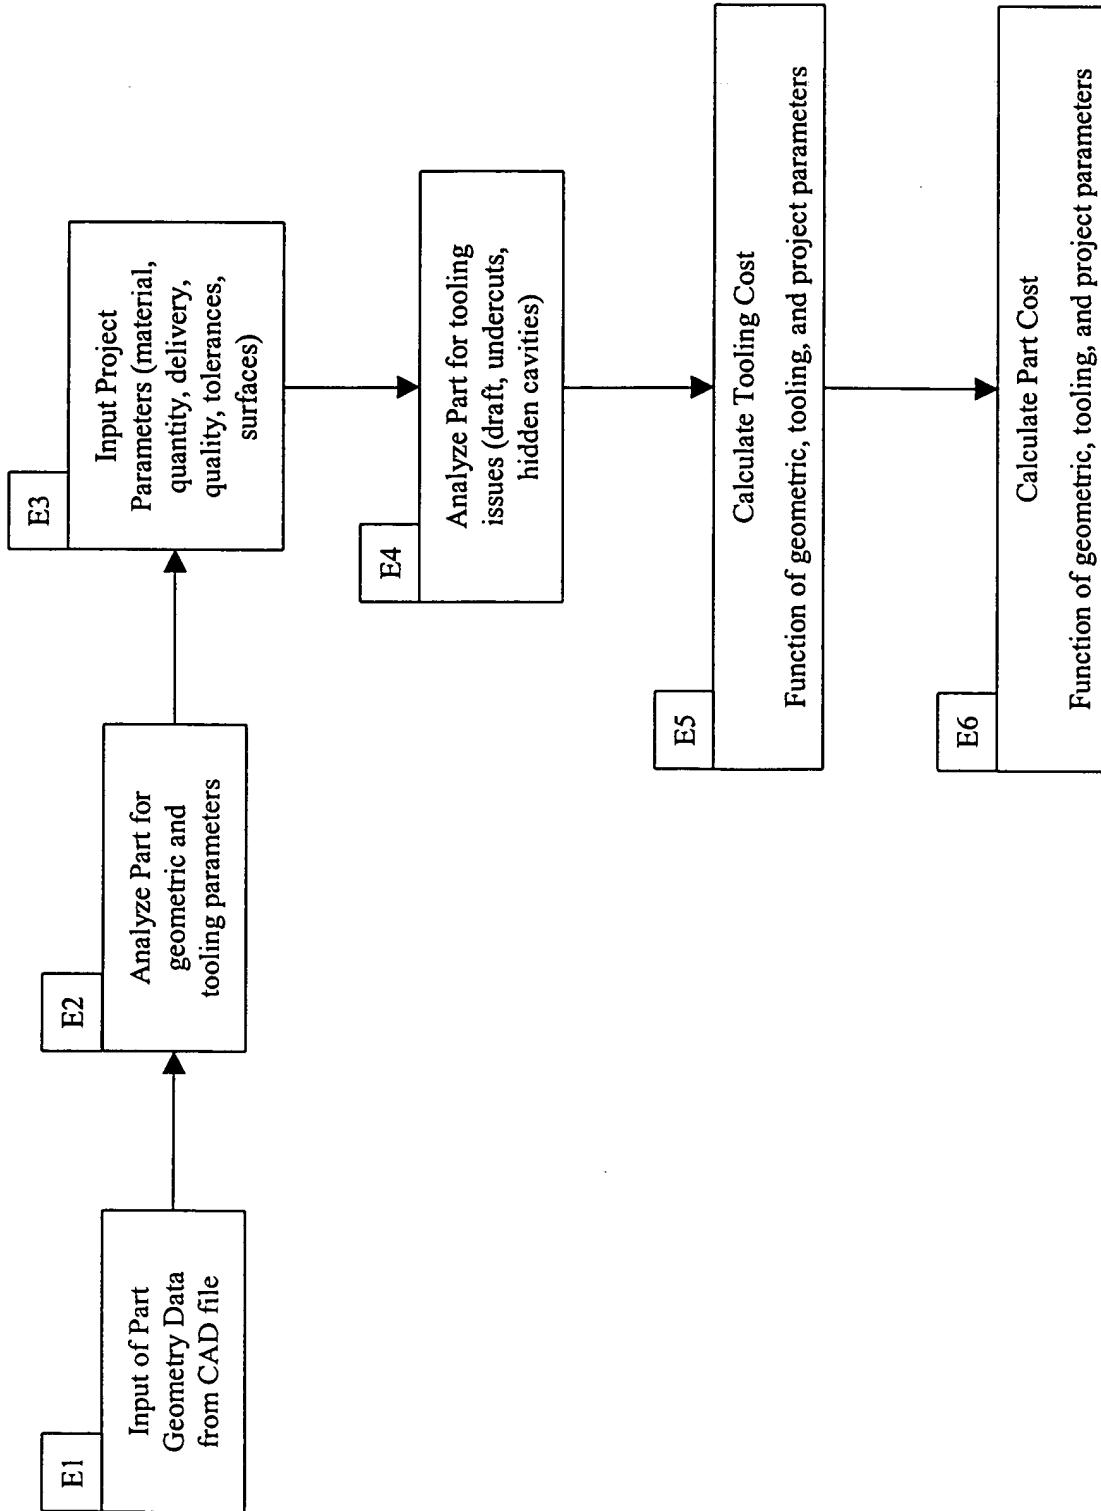 E1
Input of Part
Geometry Data
from CAD file
E2
Analyze Part for
geometric and
tooling parameters
E3
Input Project
Parameters (material,
quantity, delivery,
quality, tolerances,
surfaces)
E4
Analyze Part for tooling
issues (draft, undercuts,
hidden cavities)
E5
Calculate Tooling Cost
Function of geometric, tooling, and project parameters
E6
Calculate Part Cost
Function of geometric, tooling, and project parameters